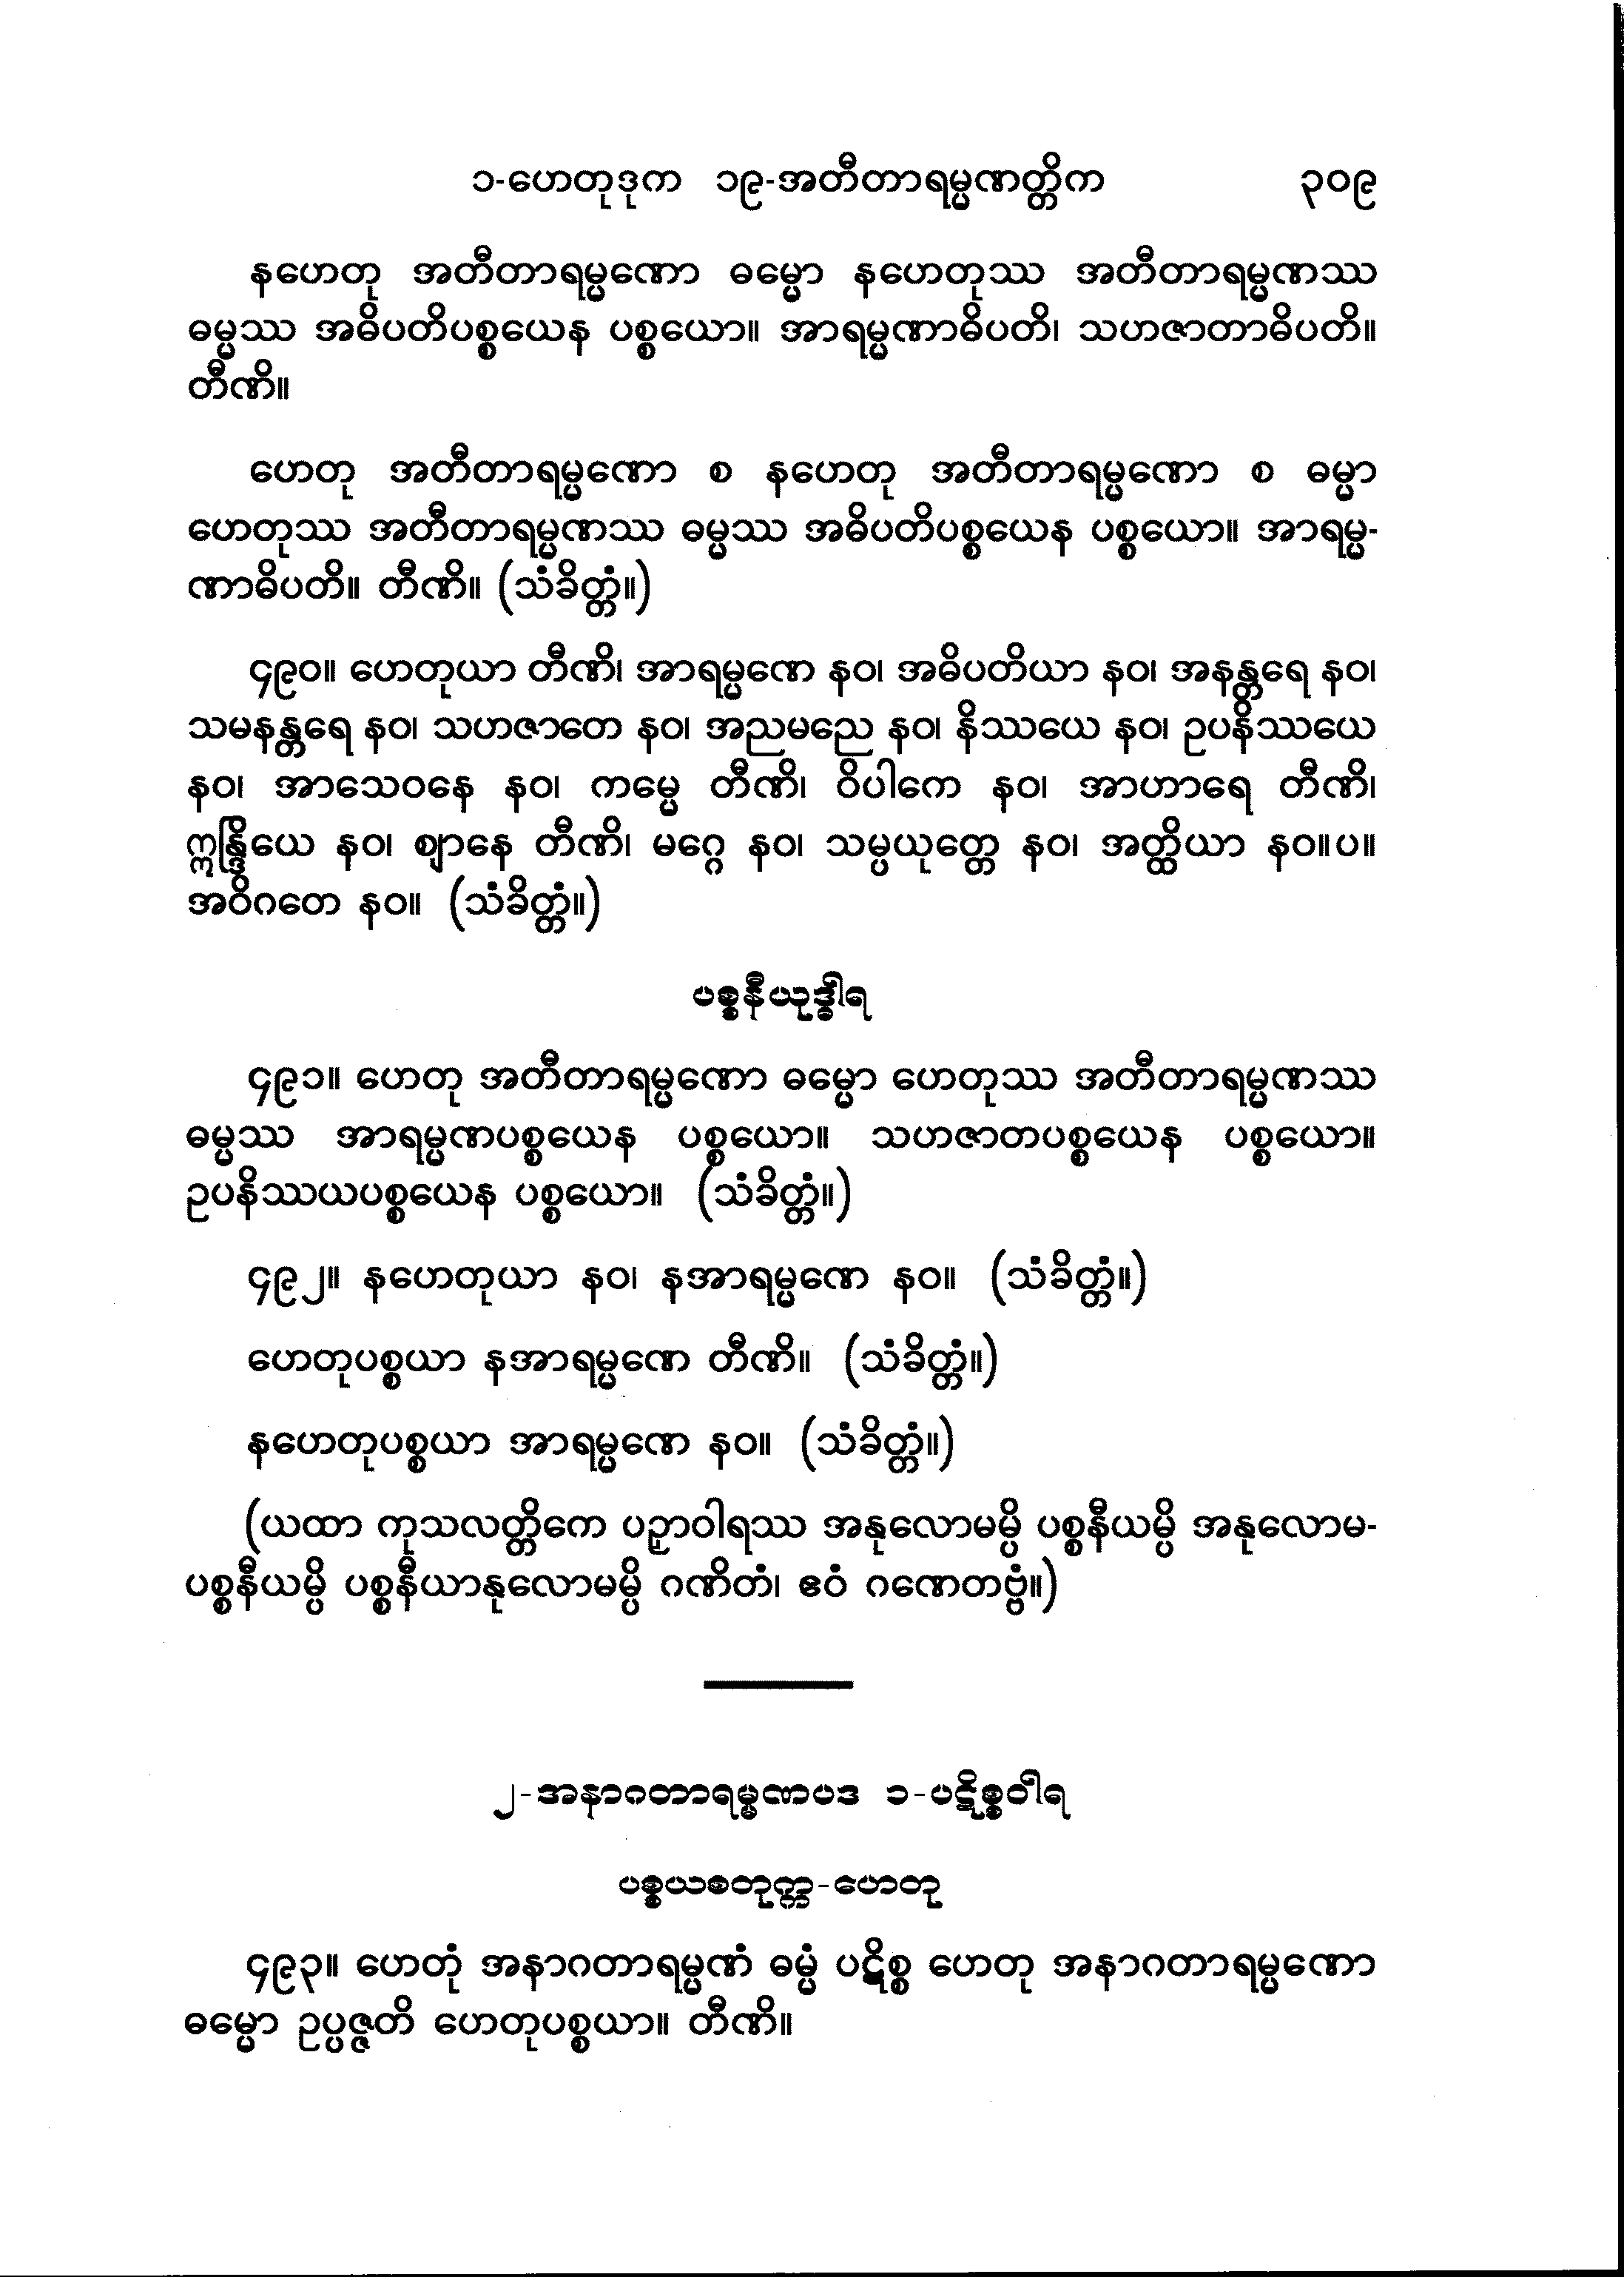 ၁-ဟေတုဒုက ၁၉-အတီတာရမ္မဏတ္တိက ၃၀၉
နဟေတု အတီတာရမ္မဏော ဓမ္မော နဟေတုဿ အတီတာရမ္မဏဿ
ဓမ္မဿ အဓိပတိပစ္စယေန ပစ္စယော။ အာရမ္မဏာဓိပတိ၊ သဟဇာတာဓိပတိ။
တီဏိ။
ဟေတု အတီတာရမ္မဏော စ နဟေတု အတီတာရမ္မဏော စ ဓမ္မာ
ဟေတုဿ အတီတာရမ္မဏဿ ဓမ္မဿ အဓိပတိပစ္စယေန ပစ္စယော။ အာရမ္မ-
ဏာဓိပတိ။ တီဏိ။ (သံခိတ္တံ။)
၄၉၀။ ဟေတုယာ တီဏိ၊ အာရမ္မဏေ နဝ၊ အဓိပတိယာ နဝ၊ အနန္တရေ နဝ၊
သမနန္တရေ နဝ၊ သဟဇာတေ နဝ၊ အညမညေ နဝ၊ နိဿယေ နဝ၊ ဥပနိဿယေ
နဝ၊ အာသေဝနေ နဝ၊ ကမ္မေ တီဏိ၊ ဝိပါကေ နဝ၊ အာဟာရေ တီဏိ၊
ဣန္ဒြိယေ နဝ၊ ဈာနေ တီဏိ၊ မဂ္ဂေ နဝ၊ သမ္ပယုတ္တေ နဝ၊ အတ္ထိယာ နဝ။ပ။
အဝိဂတေ နဝ။ (သံခိတ္တံ။)
ပစ္စနီယုဒ္ဓါရ
၄၉၁။ ဟေတု အတီတာရမ္မဏော ဓမ္မော ဟေတုဿ အတီတာရမ္မဏဿ
ဓမ္မဿ အာရမ္မဏပစ္စယေန ပစ္စယော။ သဟဇာတပစ္စယေန ပစ္စယော။
ဥပနိဿယပစ္စယေန ပစ္စယော။ (သံခိတ္တံ။)
၄၉၂။ နဟေတုယာ နဝ၊ နအာရမ္မဏေ နဝ။ (သံခိတ္တံ။)
ဟေတုပစ္စယာ နအာရမ္မဏေ တီဏိ။ (သံခိတ္တံ။)
နဟေတုပစ္စယာ အာရမ္မဏေ နဝ။ (သံခိတ္တံ။)
(ယထာ ကုသလတ္တိကေ ပဉှာဝါရဿ အနုလောမမ္ပိ ပစ္စနီယမ္ပိ အနုလောမ-
ပစ္စနီယမ္ပိ ပစ္စနီယာနုလောမမ္ပိ ဂဏိတံ၊ ဧဝံ ဂဏေတဗ္ဗံ။)
၂-အနာဂတာရမ္မဏပဒ ၁-ပဋိစ္စဝါရ
ပစ္စယစတုက္က-ဟေတု
၄၉၃။ ဟေတုံ အနာဂတာရမ္မဏံ ဓမ္မံ ပဋိစ္စ ဟေတု အနာဂတာရမ္မဏော
ဓမ္မော ဥပ္ပဇ္ဇတိ ဟေတုပစ္စယာ။ တီဏိ။